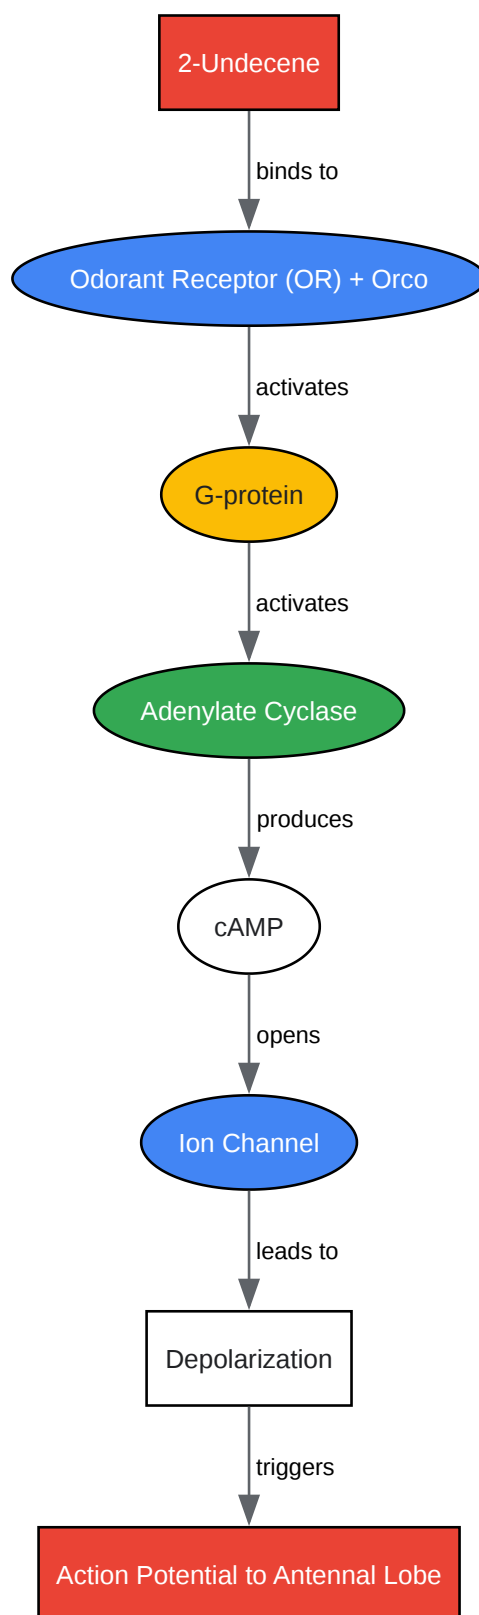 2-Undecene
binds to
Odorant Receptor (OR) + Orco
activates
G-protein
activates
Adenylate Cyclase
produces
cAMP
opens
Ion Channel
leads to
Depolarization
triggers
Action Potential to Antennal Lobe